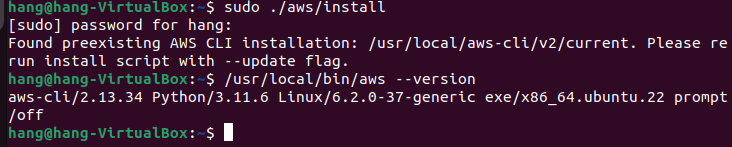 hang@hang-VirtualBox:~$ sudo ./aws/install
[sudo] password for hang:
Found preexisting AWS CLI installation: /usr/local/aws-cli/v2/current. Please re
run install script with --update flag.
hang@hang-VirtualBox:~$ /usr/local/bin/aws --version
aws-cli/2.13.34 Python/3.11.6 Linux/6.2.0-37-generic exe/x86_64.ubuntu.22 prompt
/off
hang@hang-VirtualBox:~$